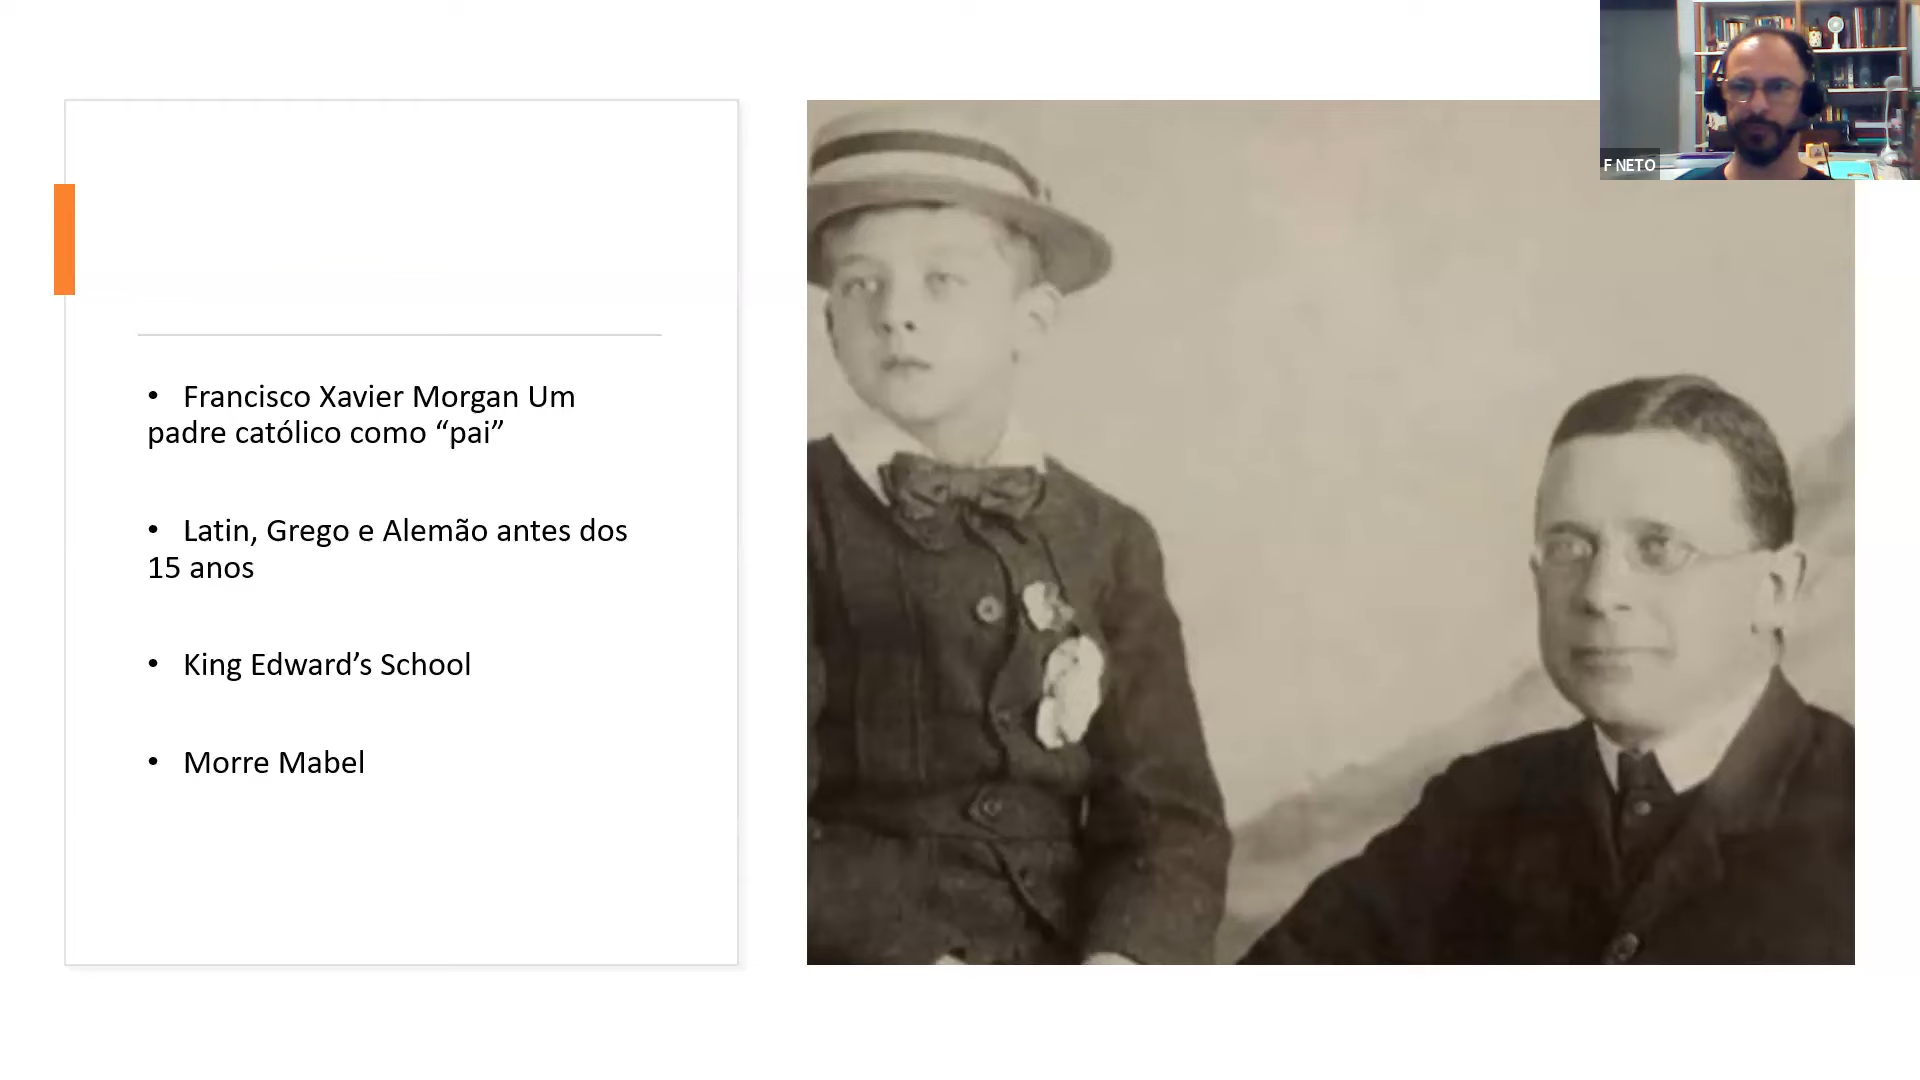 F NETO
• Francisco Xavier Morgan Um
padre católico como “pai”
• Latin, Grego e Alemão antes dos
15 anos
• King Edward’s School
• Morre Mabel